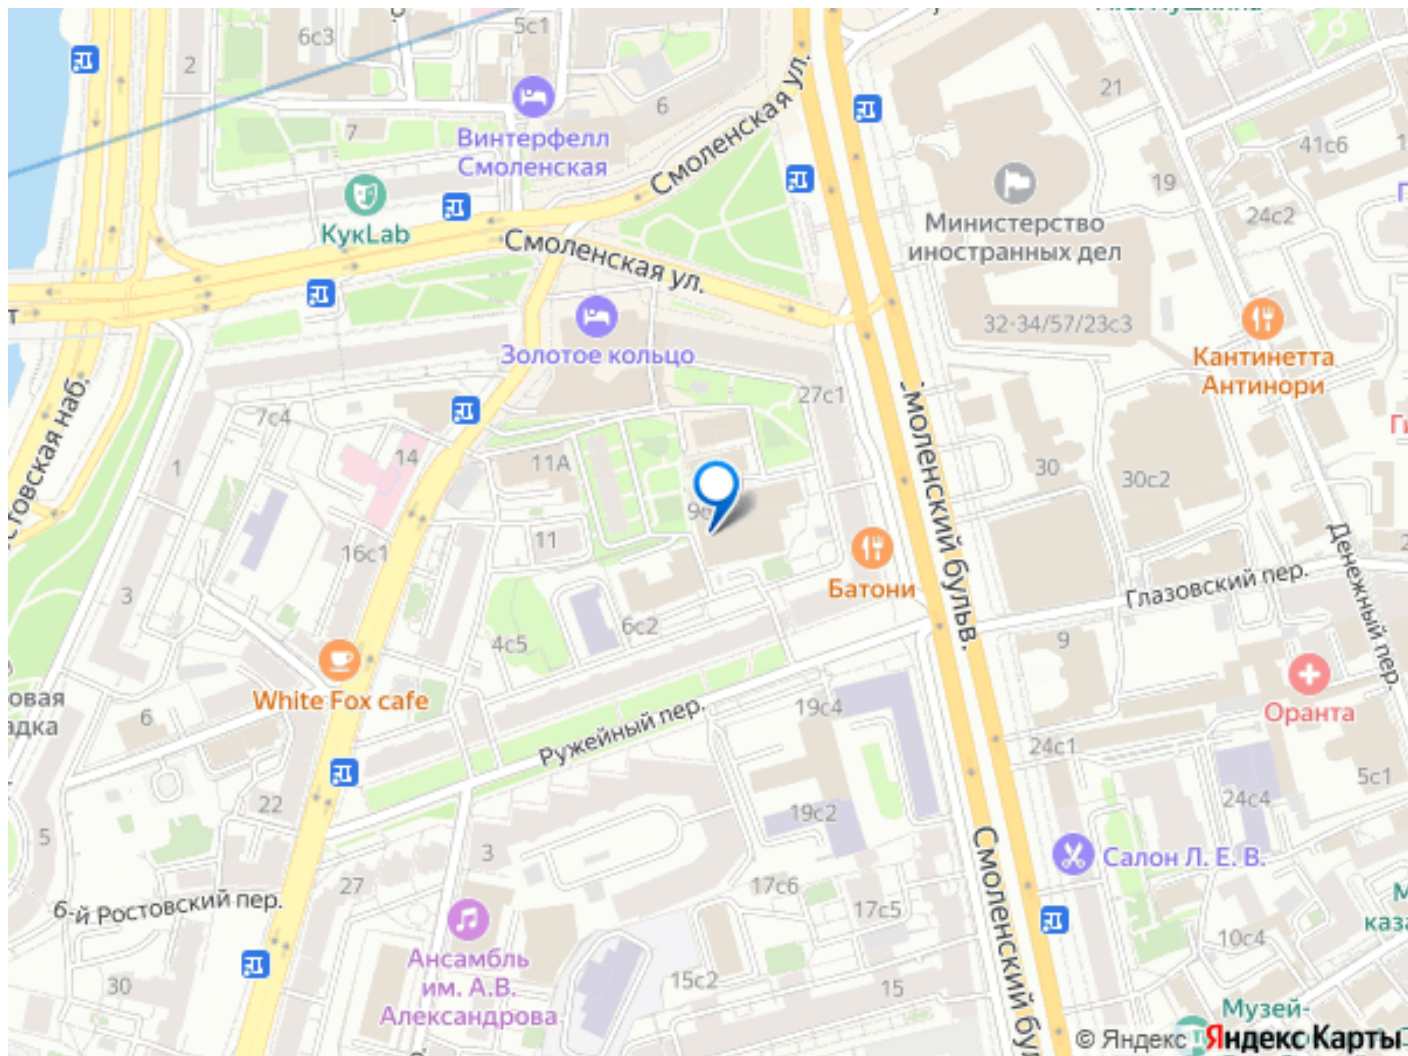 6с3
5с1
2
6
21
7
Винтерфелл
Смоленская
Смоленская ул.
41с6
19
24с2
КукLab
Министерство
иностранных дел
Смоленская ул.
32-34/57/23с3
Золотое кольцо
Кантинетта
Антинори
27с1
7с4
1
14
11А
30
30с2
11
16с1
3
Смоленский бульв.
Денежный пер.
Глазовский пер.
Батони
6с2
4с5
9
White Fox cafe
Оранта
6
19с4
Ружейный пер.
24с1
5с1
24с4
22
19с2
5
3
Салон Л. Е. В.
27
17с6
17с5
6-й Ростовский пер.
10с4
Ансамбль
им. А.В.
Александрова
Смоленский бул
30
15с2
15
Музей-
© Яндекс Яндекс Карты